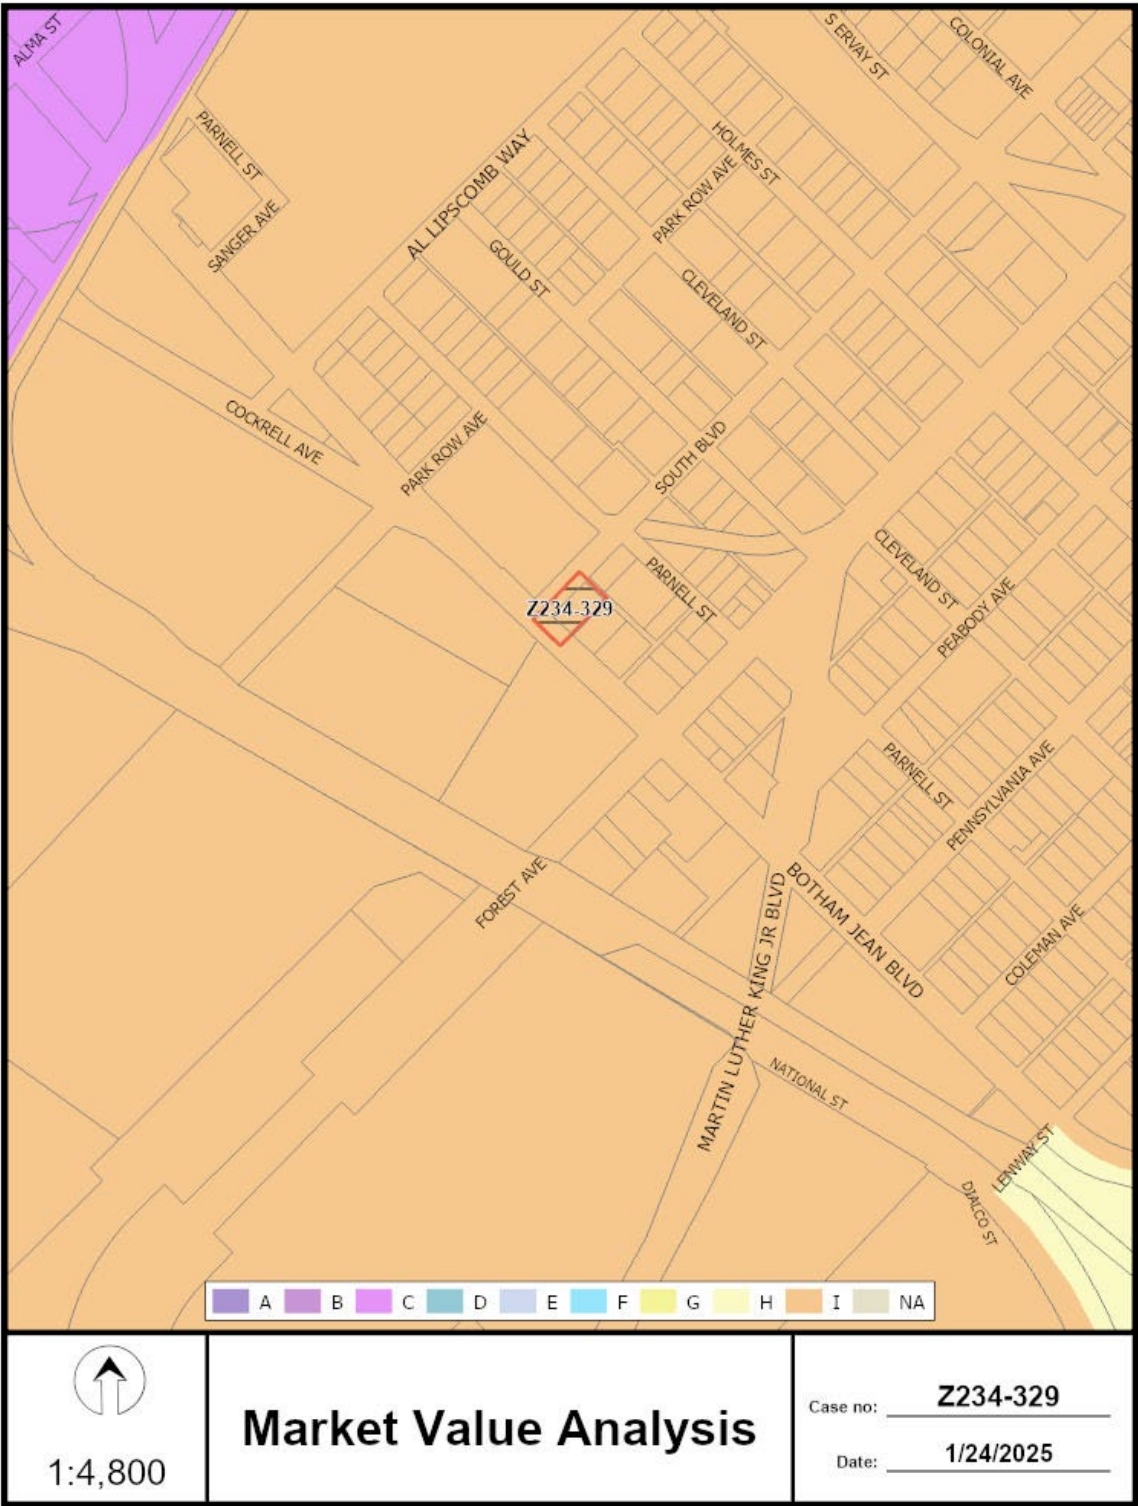 ALMA ST
S ERVAY ST
COLONIAL AVE
PARNELL ST
HOLMES ST
AL LIPSCOMB WAY
PARK ROW AVE
SANGER AVE
GOULD ST
CLEVELAND ST
COCKRELL AVE
PARK ROW AVE
SOUTH BLVD
CLEVELAND ST
PARNELL ST
PEABODY AVE
Z234-329
PARNELL ST
PENNSYLVANIA AVE
FOREST AVE
BOTHAM JEAN BLVD
MARTIN LUTHER KING JR BLVD
COLEMAN AVE
NATIONAL ST
LENWAY ST
DIALCO ST
A B C D E F G H I NA
1:4,800
Market Value Analysis
Case no: Z234-329
Date: 1/24/2025